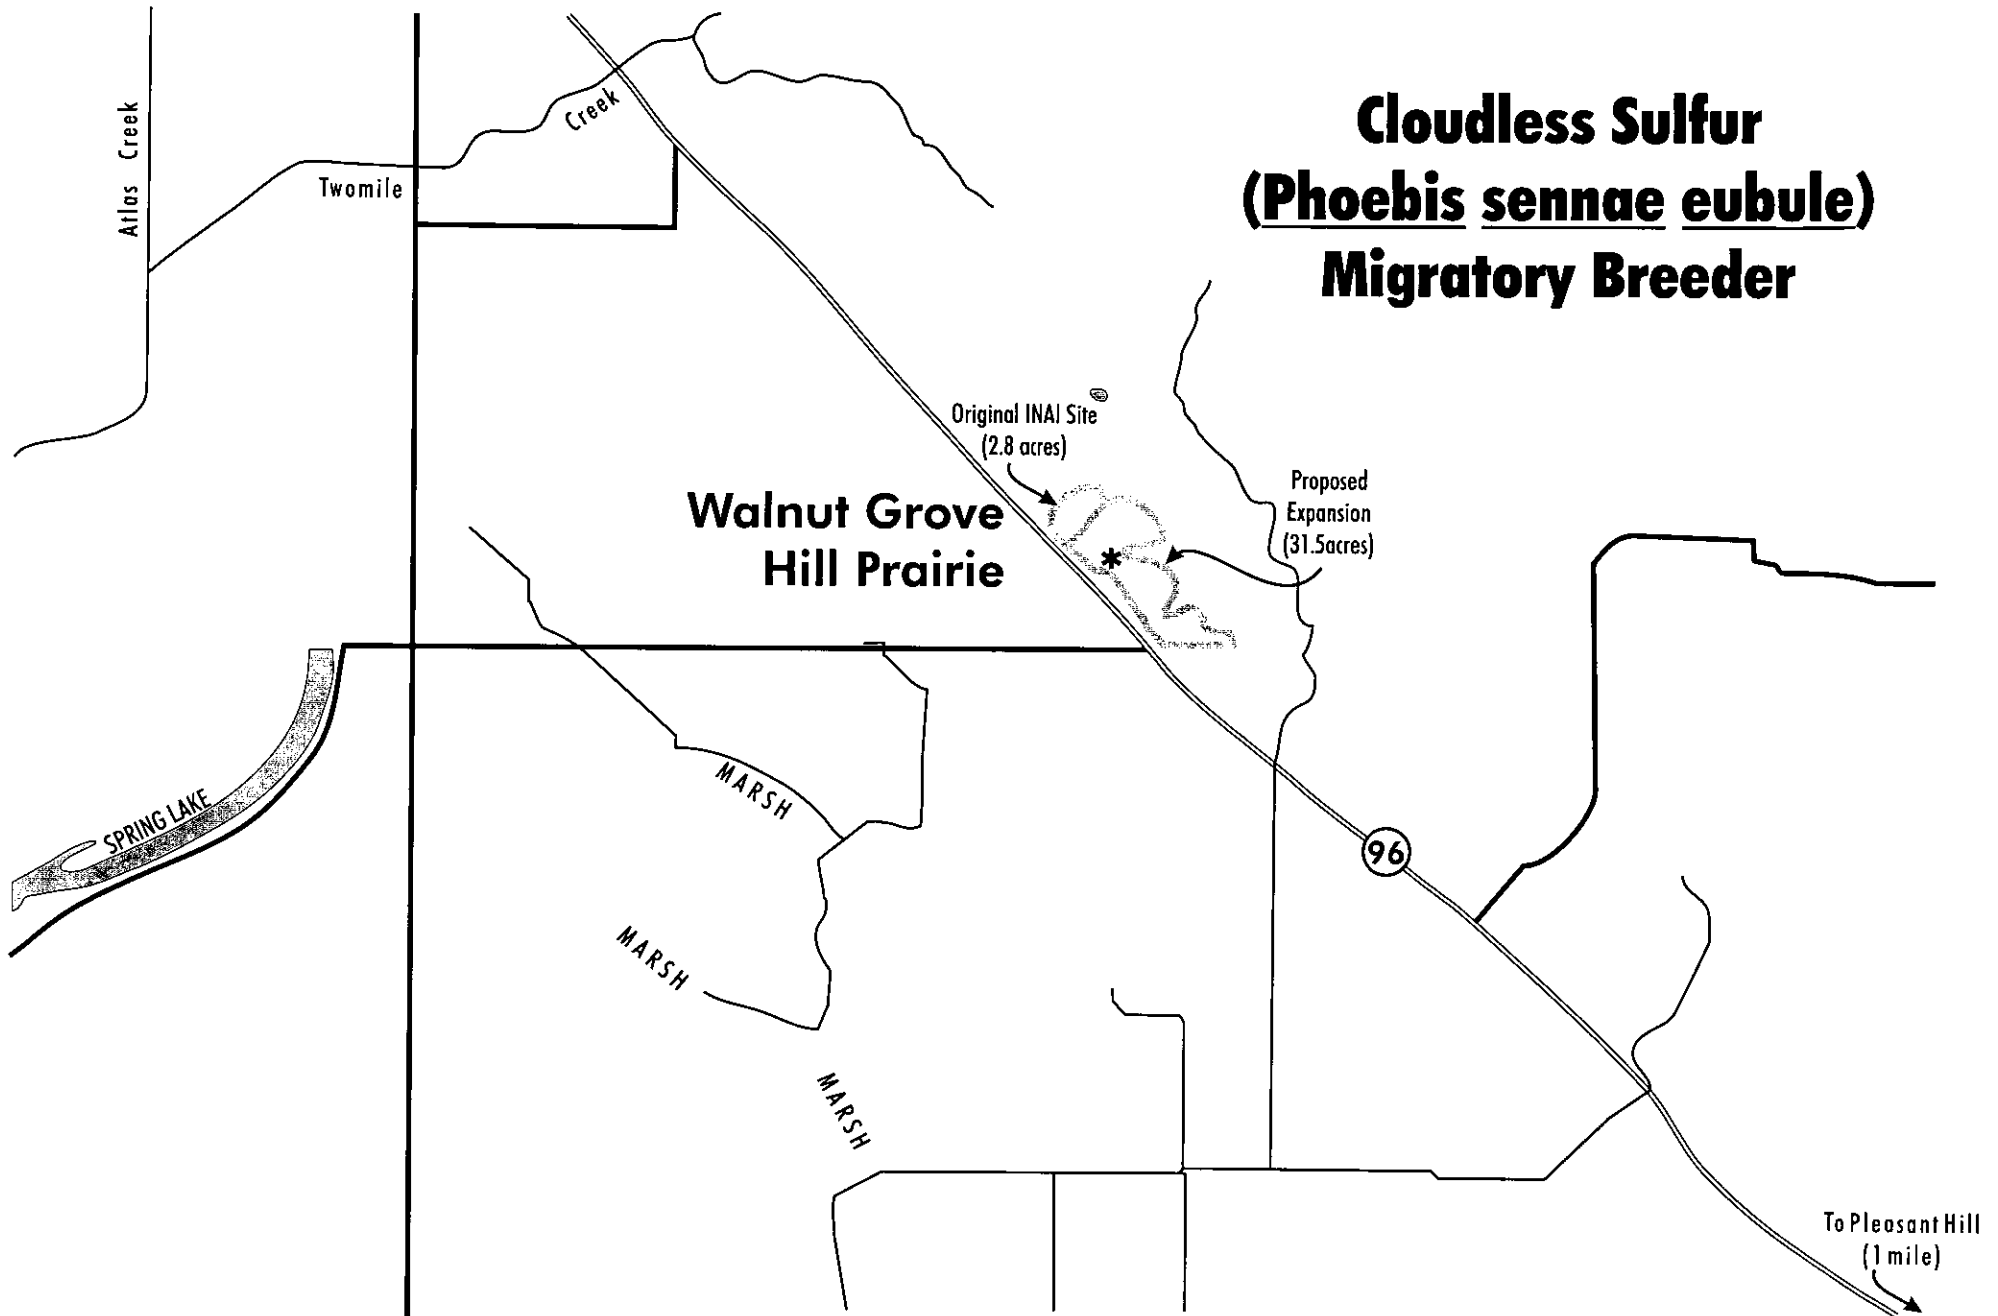 Cloudless Sulfur
(Phoebis sennae eubule)
Migratory Breeder
Atlas Creek
Twomile
Creek
Original INAI Site
(2.8 acres)
Proposed
Expansion
(31.5acres)
Walnut Grove
Hill Prairie
*
SPRING LAKE
MARSH
96
MARSH
MARSH
To Pleasant Hill
(1 mile)